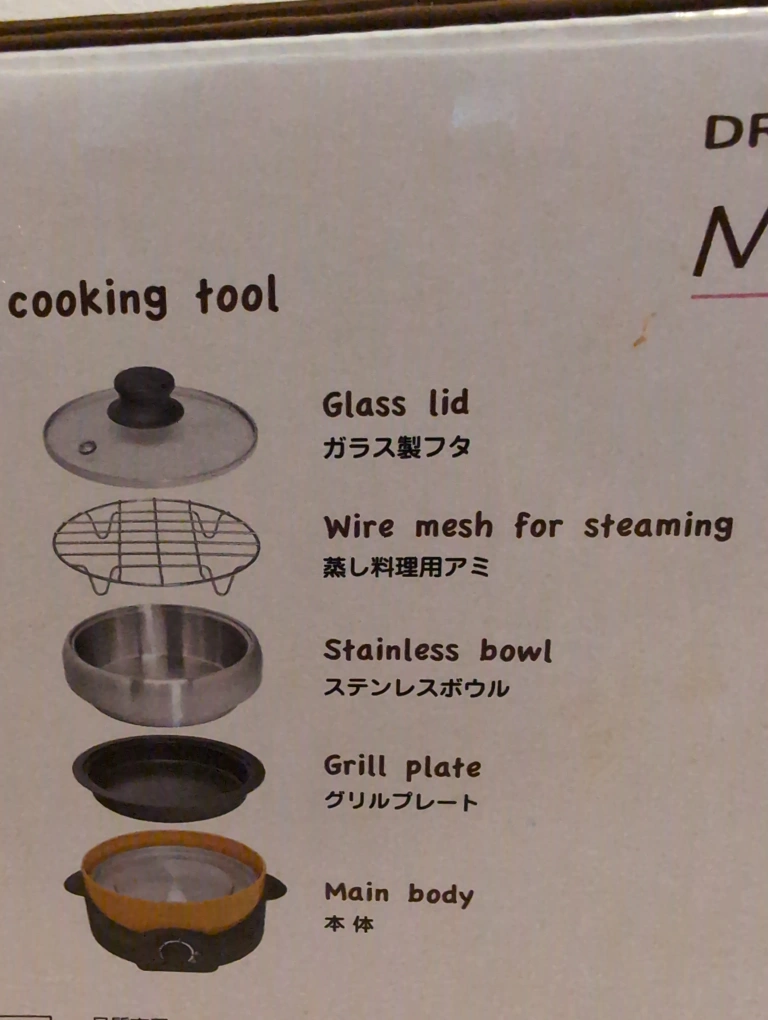 cooking tool
Glass lid
ガラス製フタ
Wire mesh for steaming
蒸し料理用アミ
Stainless bowl
ステンレスボウル
Grill plate
グリルプレート
Main body
本体